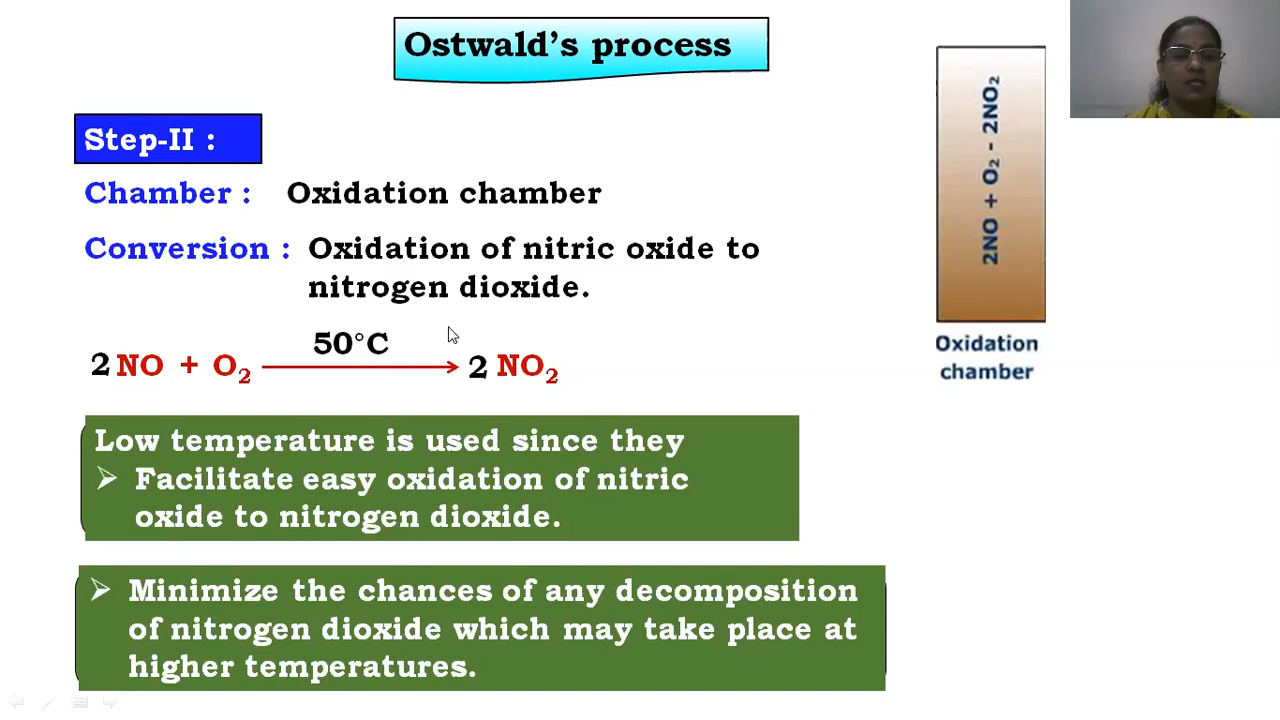 Ostwald's process
Step-II :
Chamber : Oxidation chamber
Conversion : Oxidation of nitric oxide to
nitrogen dioxide.
50°C
2 NO + O₂ ⟶ 2 NO₂
Low temperature is used since they
➢ Facilitate easy oxidation of nitric
oxide to nitrogen dioxide.
➢ Minimize the chances of any decomposition
of nitrogen dioxide which may take place at
higher temperatures.
2NO + O₂ - 2NO₂
Oxidation
chamber